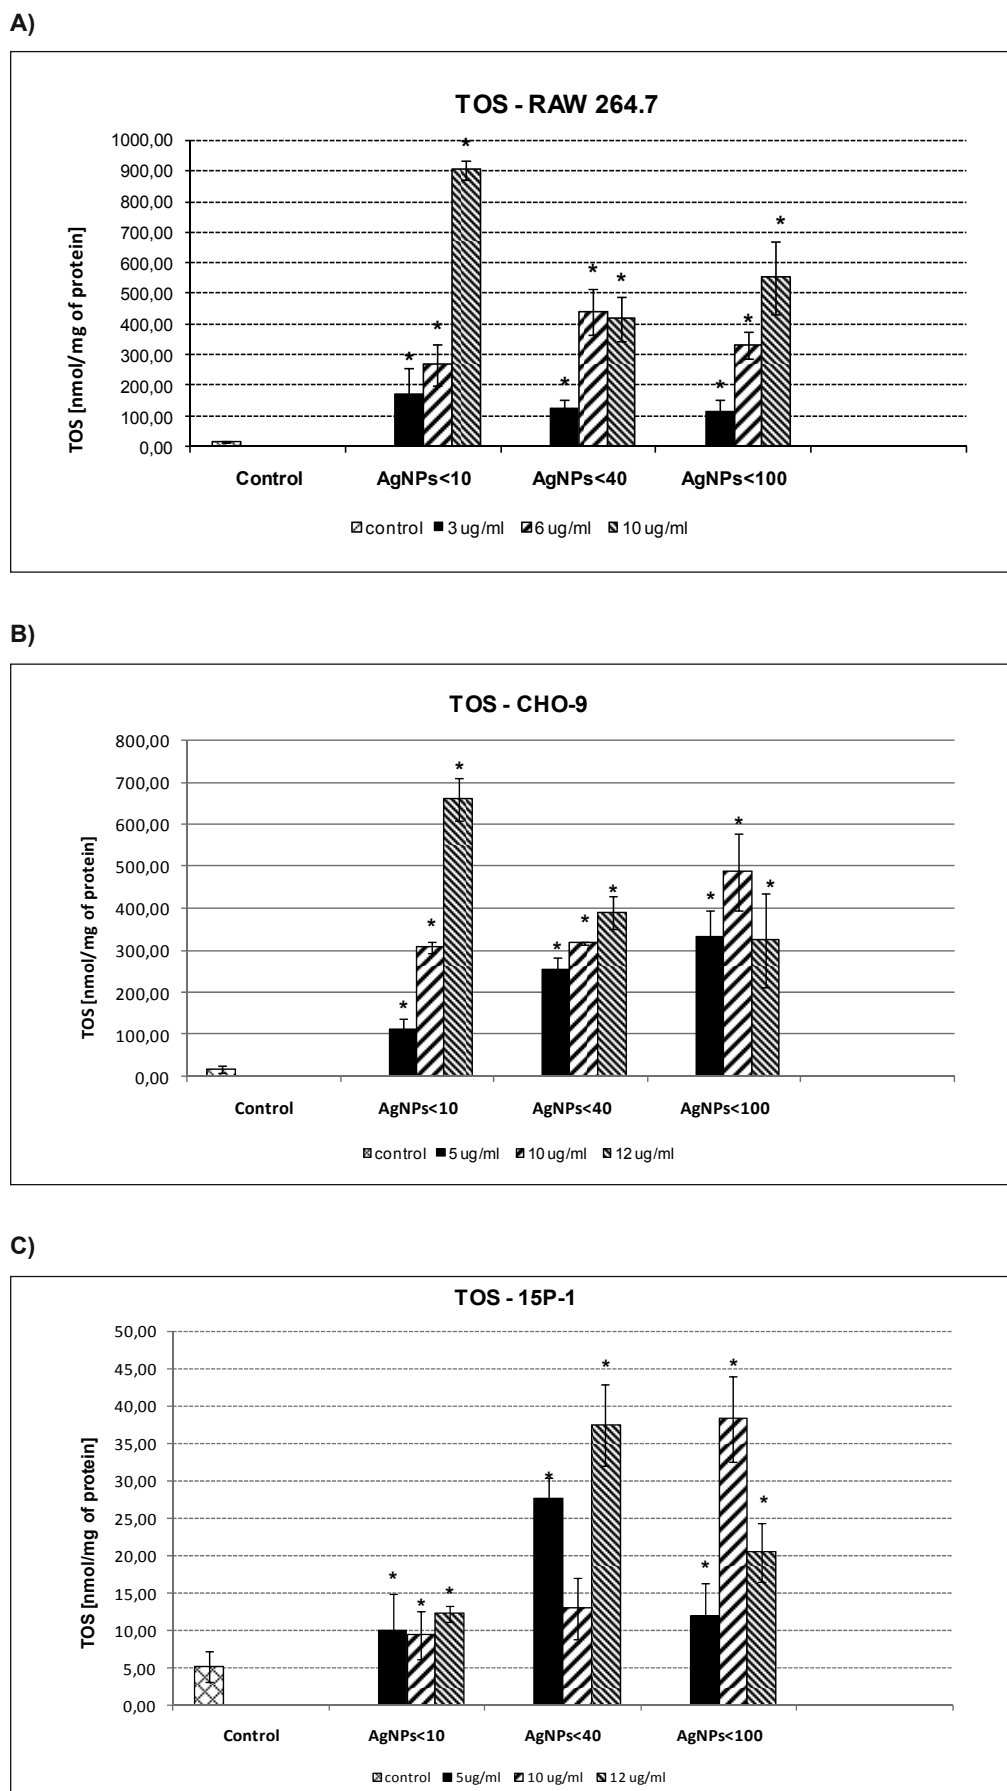 A)
TOS - RAW 264.7
TOS [nmol/mg of protein]
1000,00
900,00
800,00
700,00
600,00
500,00
400,00
300,00
200,00
100,00
0,00
* * * * * * * * *
Control AgNPs<10 AgNPs<40 AgNPs<100
control 3 ug/ml 6 ug/ml 10 ug/ml
B)
TOS - CHO-9
TOS [nmol/mg of protein]
800,00
700,00
600,00
500,00
400,00
300,00
200,00
100,00
0,00
* * * * * * * * *
Control AgNPs<10 AgNPs<40 AgNPs<100
control 5 ug/ml 10 ug/ml 12 ug/ml
C)
TOS - 15P-1
TOS [nmol/mg of protein]
50,00
45,00
40,00
35,00
30,00
25,00
20,00
15,00
10,00
5,00
0,00
* * * * * * * *
Control AgNPs<10 AgNPs<40 AgNPs<100
control 5ug/ml 10 ug/ml 12 ug/ml